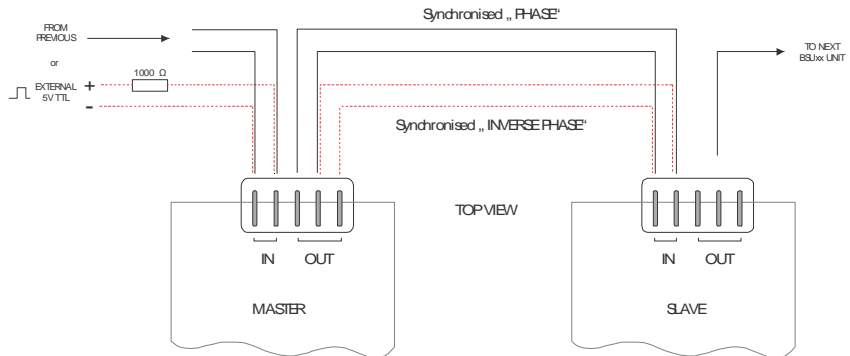 Synchronised „ PHASE“
FROM
PREVIOUS
or
EXTERNAL
5V TTL
+
-
1000 Ω
TO NEXT
BSUxx UNIT
Synchronised „ INVERSE PHASE“
TOP VIEW
IN OUT
IN OUT
MASTER
SLAVE